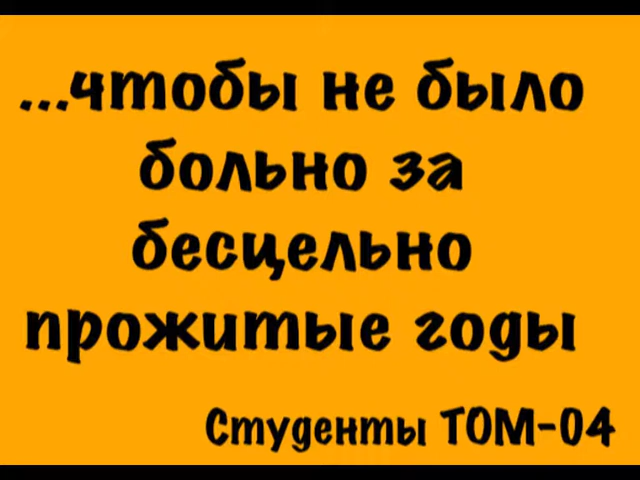 ...чтобы не было
больно за
бесцельно
прожитые годы
Студенты ТОМ-04